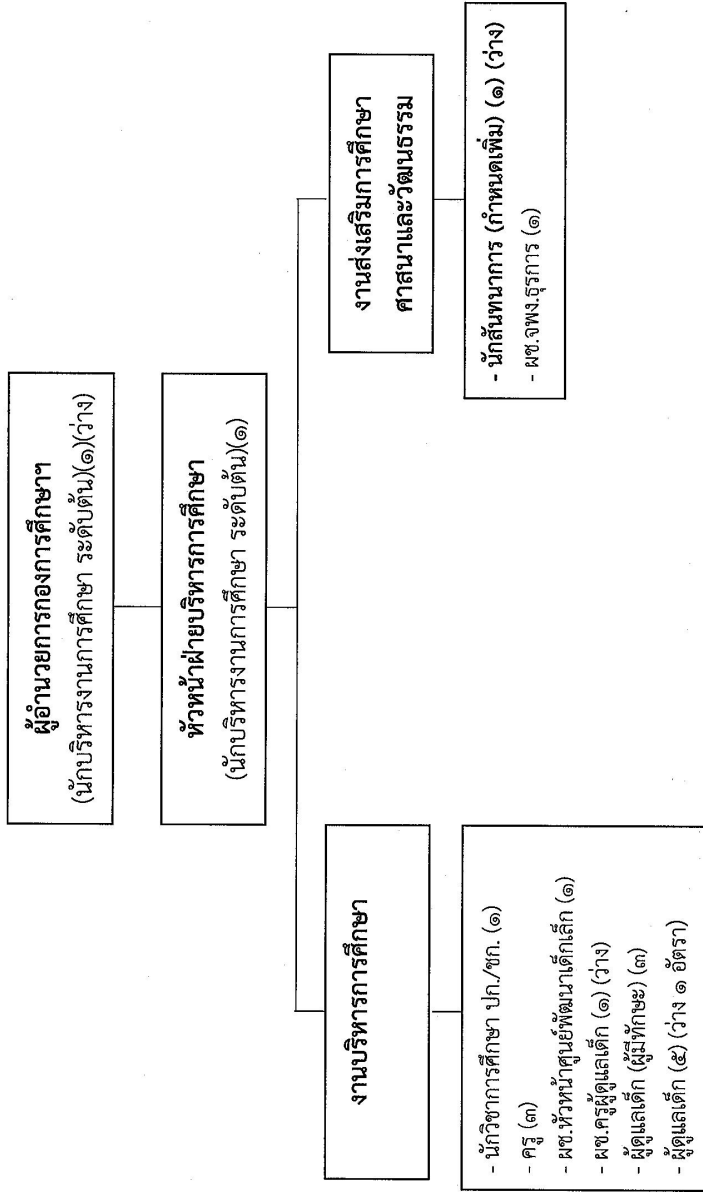 ผู้อำนวยการกองการศึกษาฯ
(นักบริหารงานการศึกษา ระดับต้น)(๑)(ว่าง)
หัวหน้าฝ่ายบริหารการศึกษา
(นักบริหารงานการศึกษา ระดับต้น)(๑)
งานบริหารการศึกษา
- นักวิชาการศึกษา ปก./ชก. (๑)
- ครู (๓)
- ผช.หัวหน้าศูนย์พัฒนาเด็กเล็ก (๑)
- ผช.ครูผู้ดูแลเด็ก (๑) (ว่าง)
- ผู้ดูแลเด็ก (ผู้มีทักษะ) (๓)
- ผู้ดูแลเด็ก (๕) (ว่าง ๑ อัตรา)
งานส่งเสริมการศึกษา
ศาสนาและวัฒนธรรม
- นักสันทนาการ (กำหนดเพิ่ม) (๑) (ว่าง)
- ผช.จพง.ธุรการ (๑)